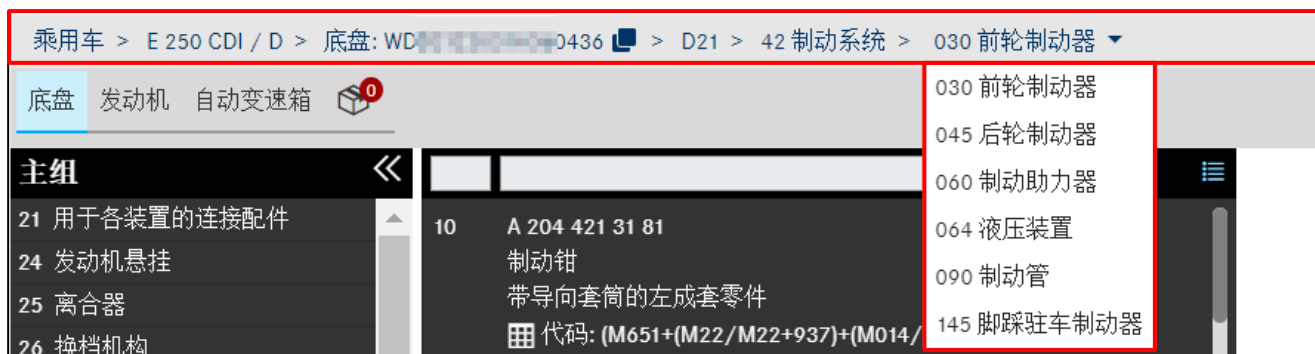 乘用车 > E 250 CDI / D > 底盘: WD 0436 > D21 > 42 制动系统 > 030 前轮制动器
底盘 发动机 自动变速箱 0
030 前轮制动器
045 后轮制动器
060 制动助力器
064 液压装置
090 制动管
145 脚踩驻车制动器
主组
21 用于各装置的连接配件
24 发动机悬挂
25 离合器
26 换档机构
10 A 204 421 31 81
制动钳
带导向套筒的左成套零件
代码: (M651+(M22/M22+937)+(M014/